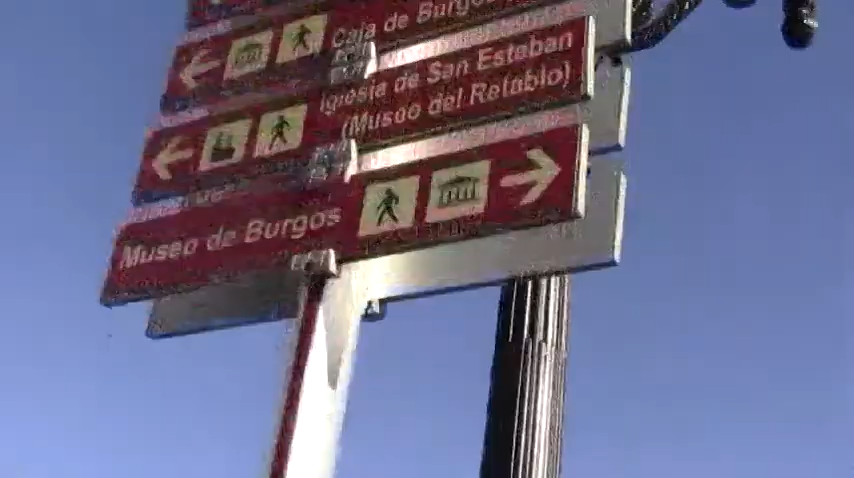 Caja de Burgos
Iglesia de San Esteban
(Museo del Retablo)
Museo de Burgos